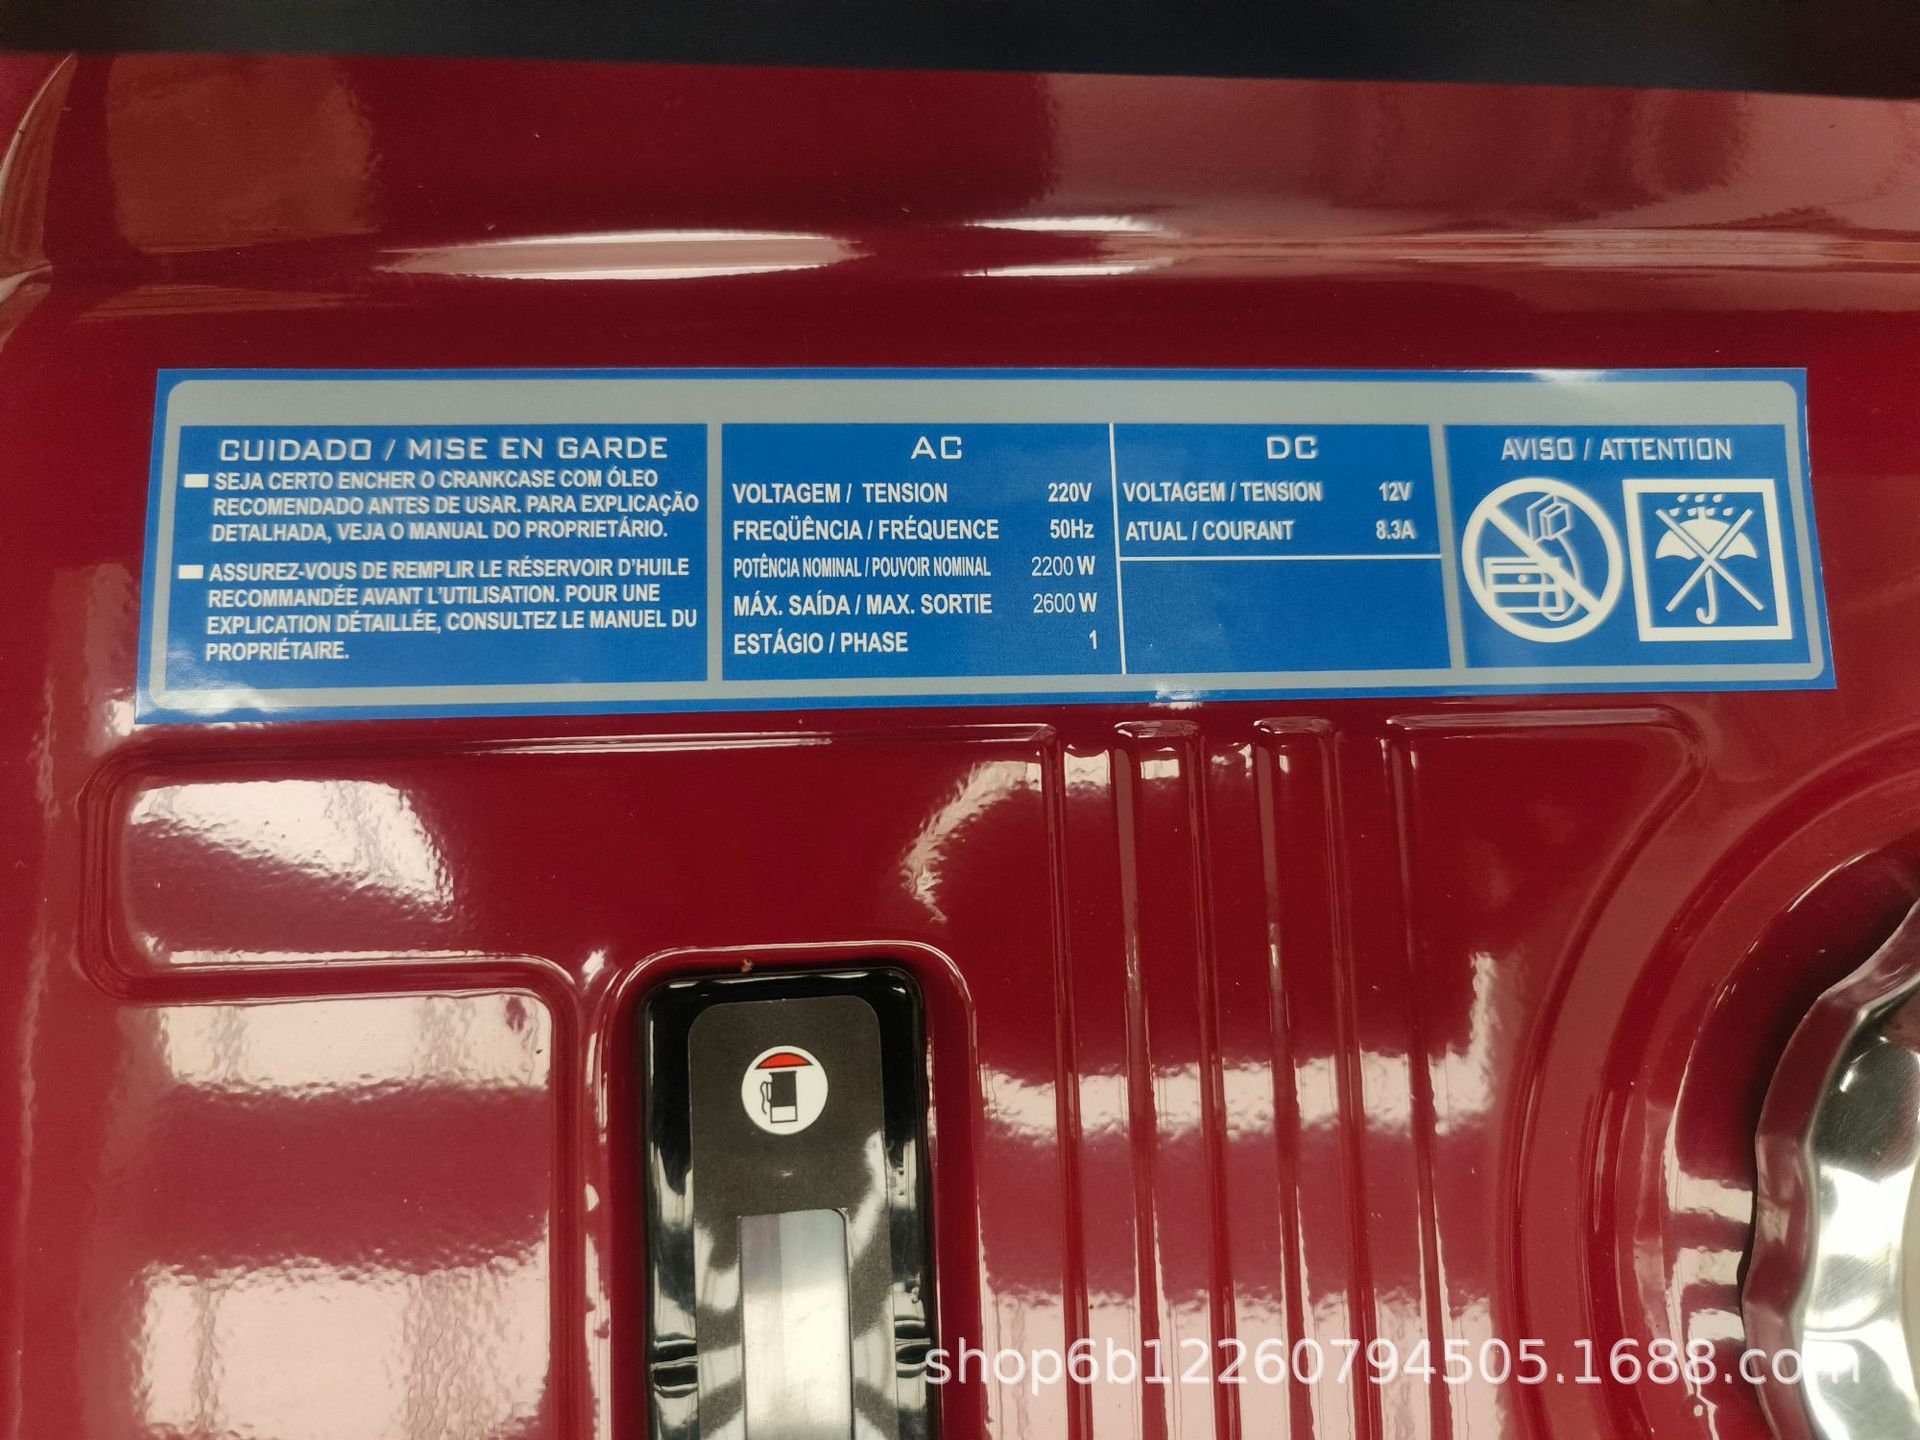 CUIDADO / MISE EN GARDE
SEJA CERTO ENCHER O CRANKCASE COM ÓLEO
RECOMENDADO ANTES DE USAR. PARA EXPLICAÇÃO
DETALHADA, VEJA O MANUAL DO PROPRIETÁRIO.
ASSUREZ-VOUS DE REMPLIR LE RÉSERVOIR D'HUILE
RECOMMANDÉE AVANT L'UTILISATION. POUR UNE
EXPLICATION DÉTAILLÉE, CONSULTEZ LE MANUEL DU
PROPRIÉTAIRE.
AC
VOLTAGEM / TENSION 220V
FREQÜÊNCIA / FRÉQUENCE 50Hz
POTÊNCIA NOMINAL / POUVOIR NOMINAL 2200 W
MÁX. SAÍDA / MAX. SORTIE 2600 W
ESTÁGIO / PHASE 1
DC
VOLTAGEM / TENSION 12V
ATUAL / COURANT 8.3A
AVISO / ATTENTION
shop6b12260794505.1688.com